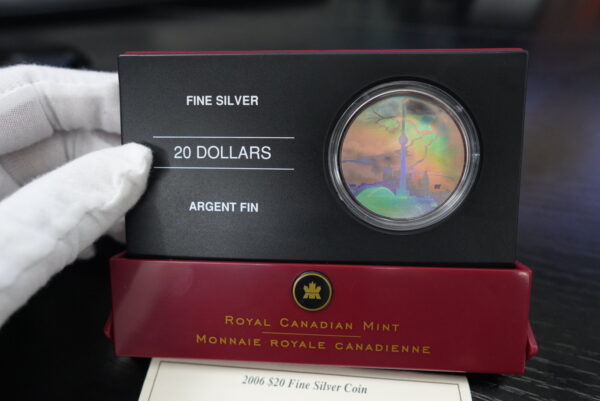 FINE SILVER
20 DOLLARS
ARGENT FIN
ROYAL CANADIAN MINT
MONNAIE ROYALE CANADIENNE
2006 $20 Fine Silver Coin